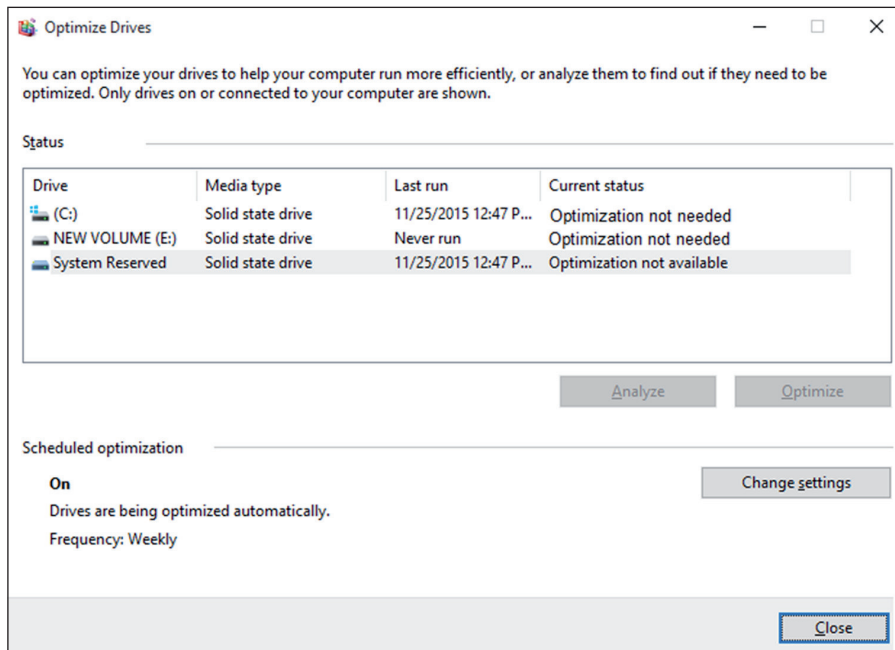 Optimize Drives
You can optimize your drives to help your computer run more efficiently, or analyze them to find out if they need to be
optimized. Only drives on or connected to your computer are shown.
Status
Drive Media type Last run Current status
(C:) Solid state drive 11/25/2015 12:47 P... Optimization not needed
NEW VOLUME (E:) Solid state drive Never run Optimization not needed
System Reserved Solid state drive 11/25/2015 12:47 P... Optimization not available
Analyze Optimize
Scheduled optimization
On Change settings
Drives are being optimized automatically.
Frequency: Weekly
Close